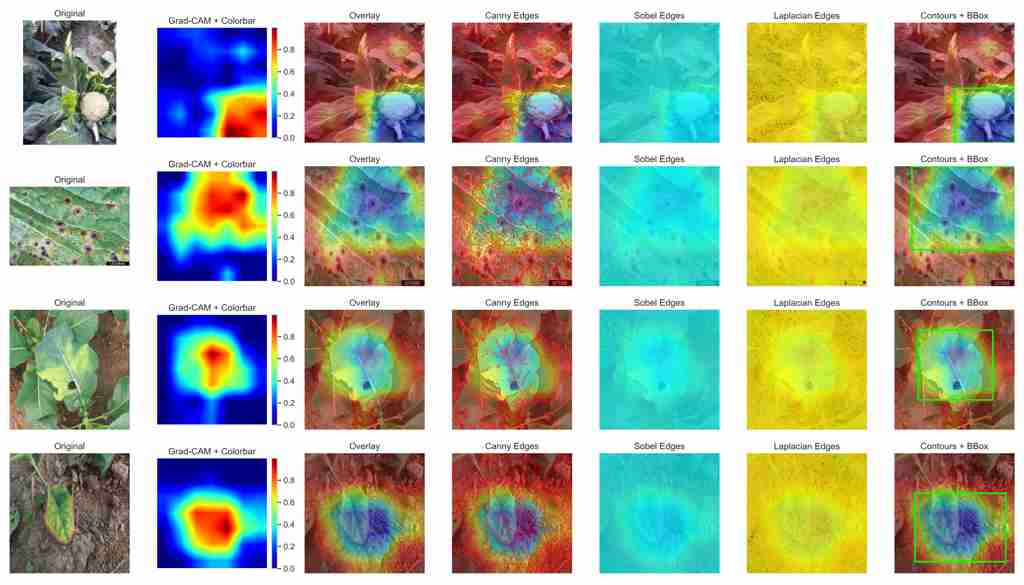 Original
Grad-CAM + Colorbar
Overlay
Canny Edges
Sobel Edges
Laplacian Edges
Contours + BBox
0.8
0.6
0.4
0.2
0.0
Original
Grad-CAM + Colorbar
Overlay
Canny Edges
Sobel Edges
Laplacian Edges
Contours + BBox
0.8
0.6
0.4
0.2
0.0
Original
Grad-CAM + Colorbar
Overlay
Canny Edges
Sobel Edges
Laplacian Edges
Contours + BBox
0.8
0.6
0.4
0.2
0.0
Original
Grad-CAM + Colorbar
Overlay
Canny Edges
Sobel Edges
Laplacian Edges
Contours + BBox
0.8
0.6
0.4
0.2
0.0